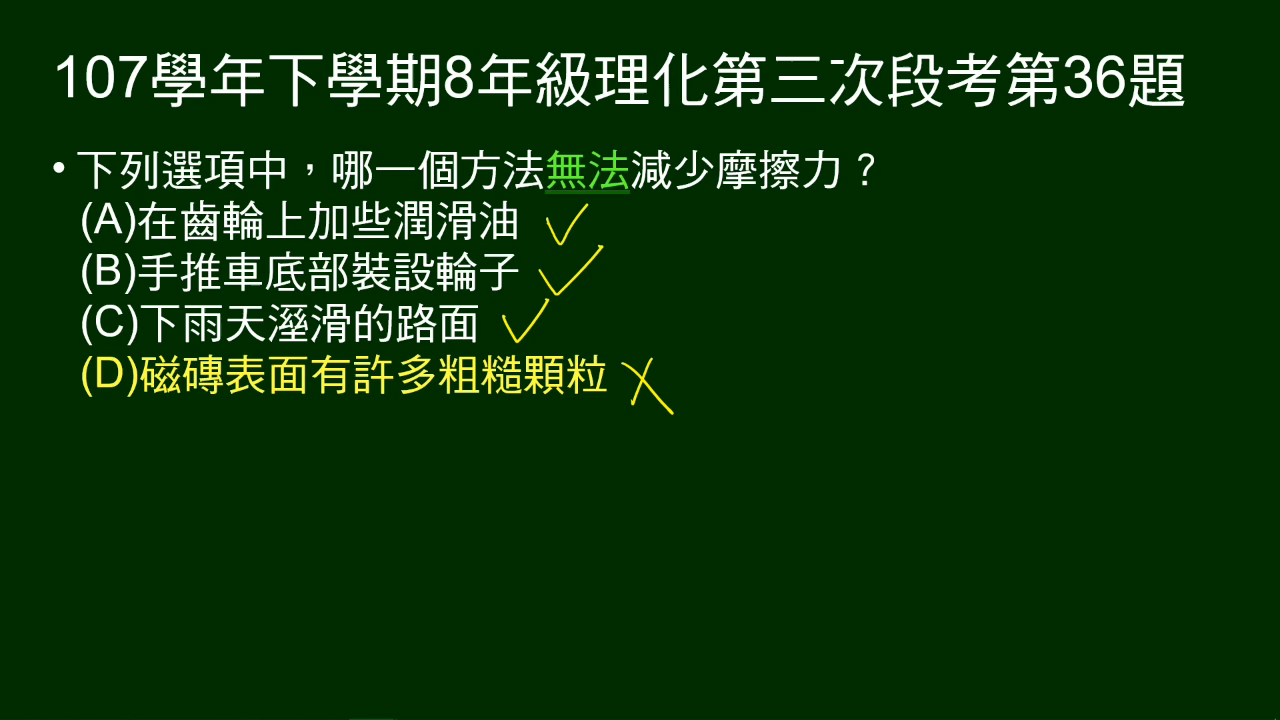 107學年下學期8年級理化第三次段考第36題
• 下列選項中，哪一個方法無法減少摩擦力？
(A)在齒輪上加些潤滑油
(B)手推車底部裝設輪子
(C)下雨天溼滑的路面
(D)磁磚表面有許多粗糙顆粒